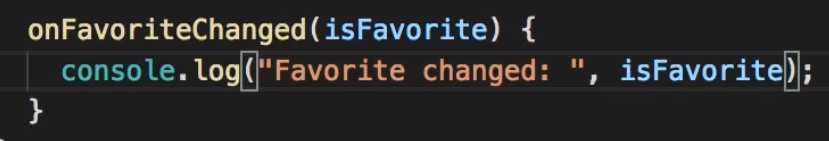 onFavoriteChanged(isFavorite) {
console.log("Favorite changed: ", isFavorite);
}